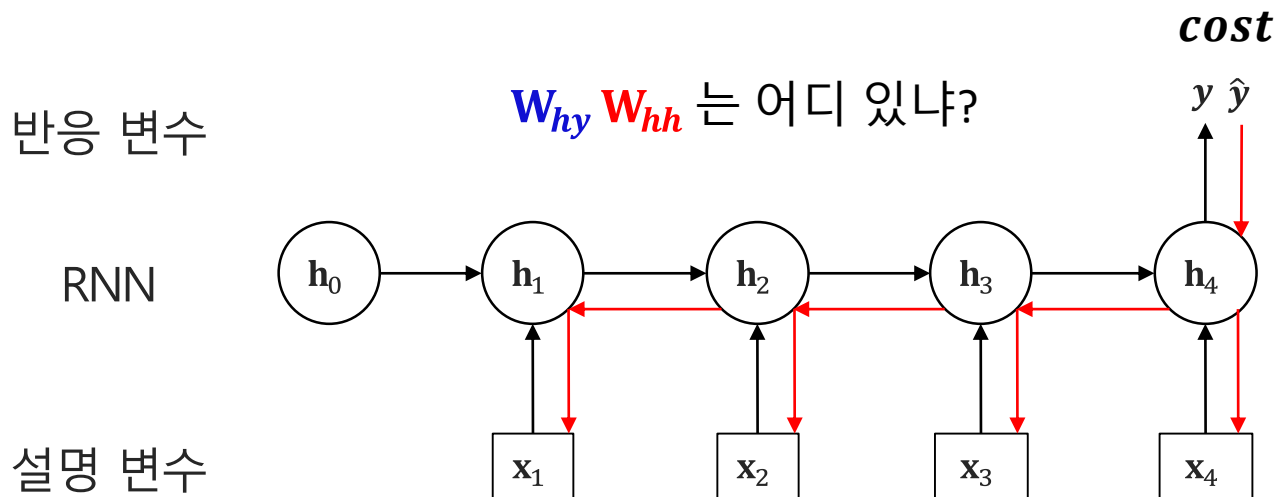 cost
W_hy W_hh 는 어디 있냐?
y ŷ
반응 변수
RNN
h₀ h₁ h₂ h₃ h₄
설명 변수
x₁ x₂ x₃ x₄